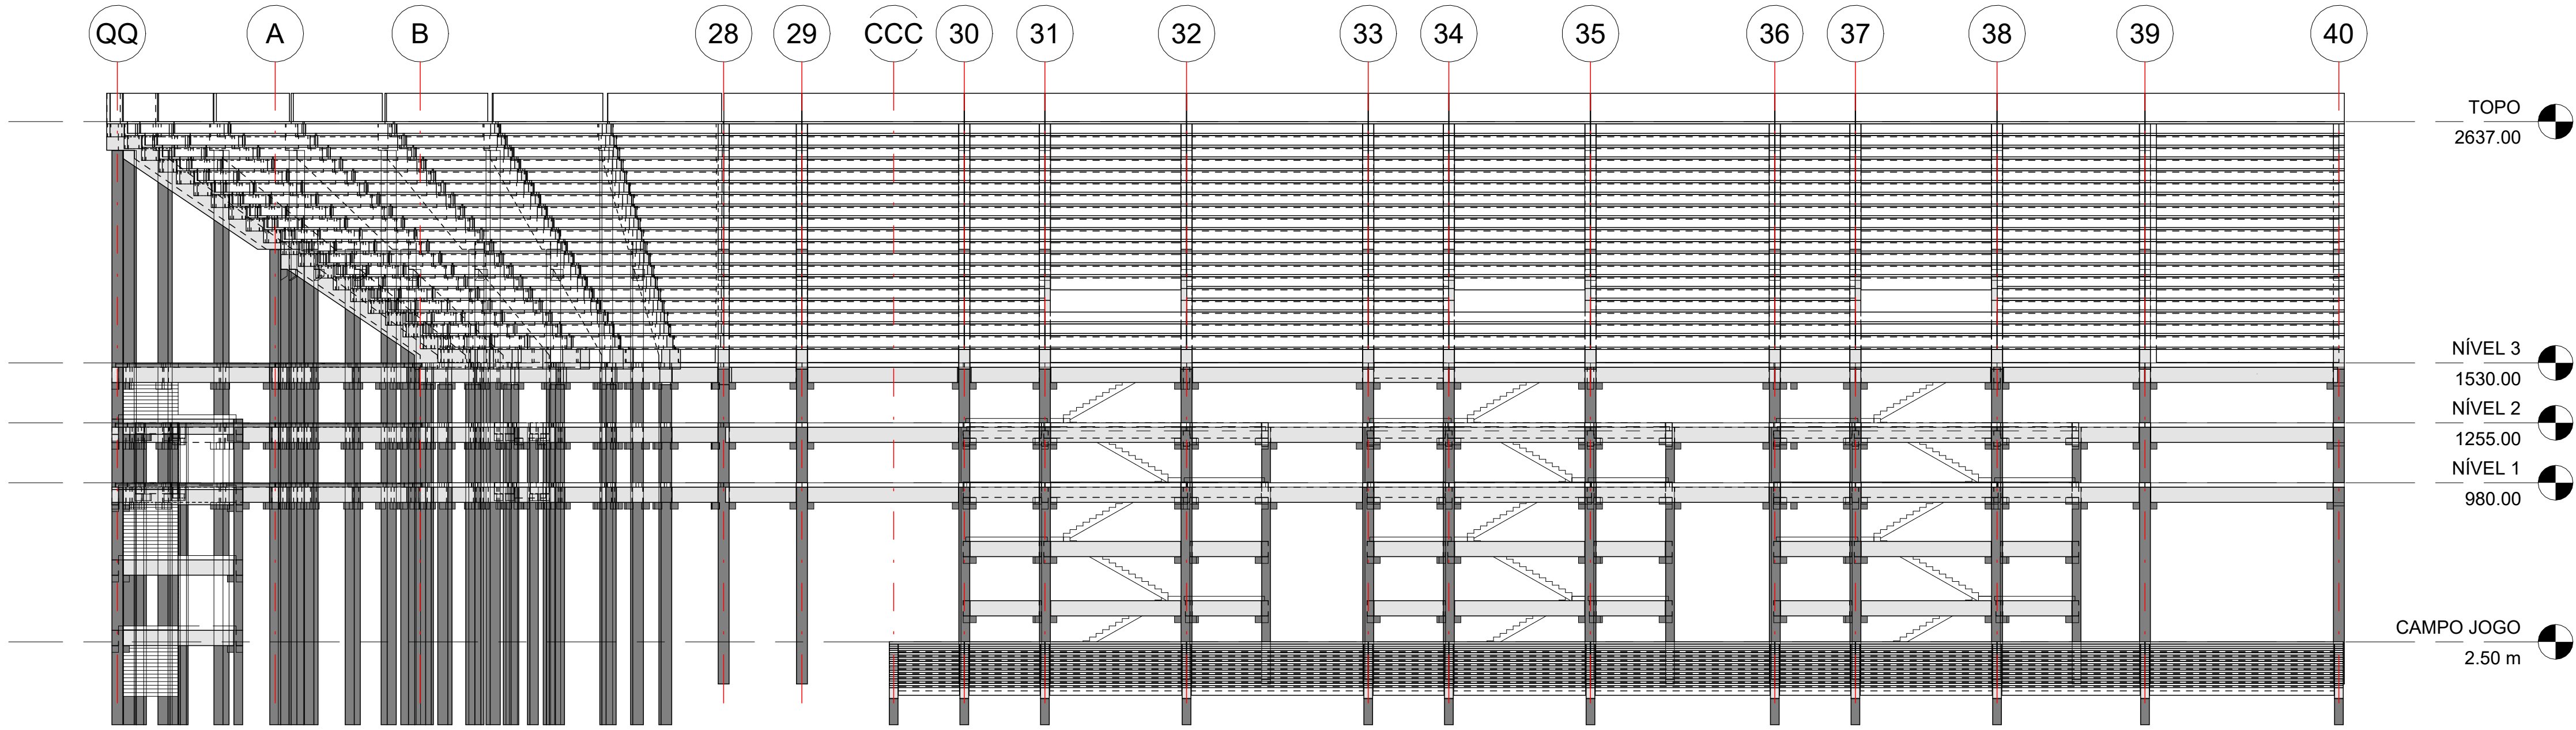 QQ A B 28 29 CCC 30 31 32 33 34 35 36 37 38 39 40
TOPO
2637.00
NÍVEL 3
1530.00
NÍVEL 2
1255.00
NÍVEL 1
980.00
CAMPO JOGO
2.50 m